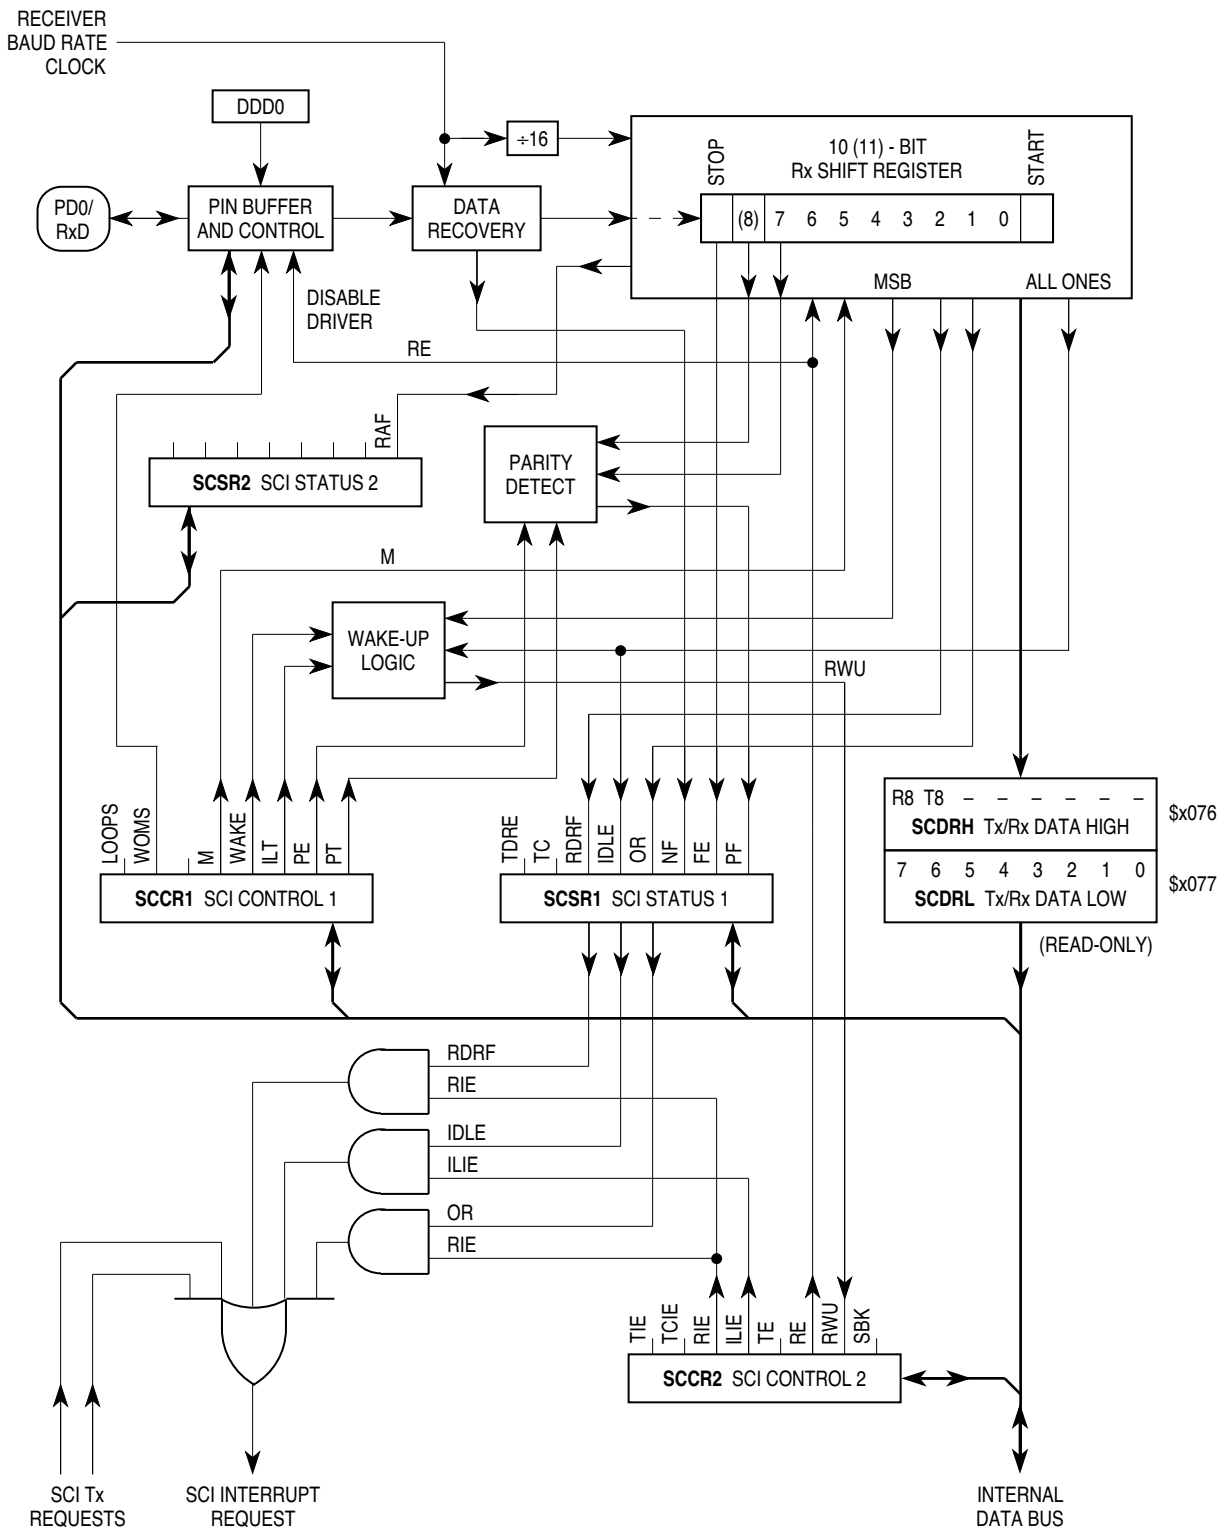 RECEIVER
BAUD RATE
CLOCK
DDD0
÷16
10 (11) - BIT
Rx SHIFT REGISTER
STOP
START
(8) 7 6 5 4 3 2 1 0
PD0/
RxD
PIN BUFFER
AND CONTROL
DATA
RECOVERY
MSB
ALL ONES
DISABLE
DRIVER
RE
RAF
SCSR2 SCI STATUS 2
PARITY
DETECT
M
WAKE-UP
LOGIC
RWU
LOOPS
WOMS
M
WAKE
ILT
PE
PT
SCCR1 SCI CONTROL 1
TDRE
TC
RDRF
IDLE
OR
NF
FE
PF
SCSR1 SCI STATUS 1
R8 T8 – – – – – –
SCDRH Tx/Rx DATA HIGH
$x076
7 6 5 4 3 2 1 0
SCDRL Tx/Rx DATA LOW
$x077
(READ-ONLY)
RDRF
RIE
IDLE
ILIE
OR
RIE
TIE
TCIE
RIE
ILIE
TE
RE
RWU
SBK
SCCR2 SCI CONTROL 2
SCI Tx
REQUESTS
SCI INTERRUPT
REQUEST
INTERNAL
DATA BUS